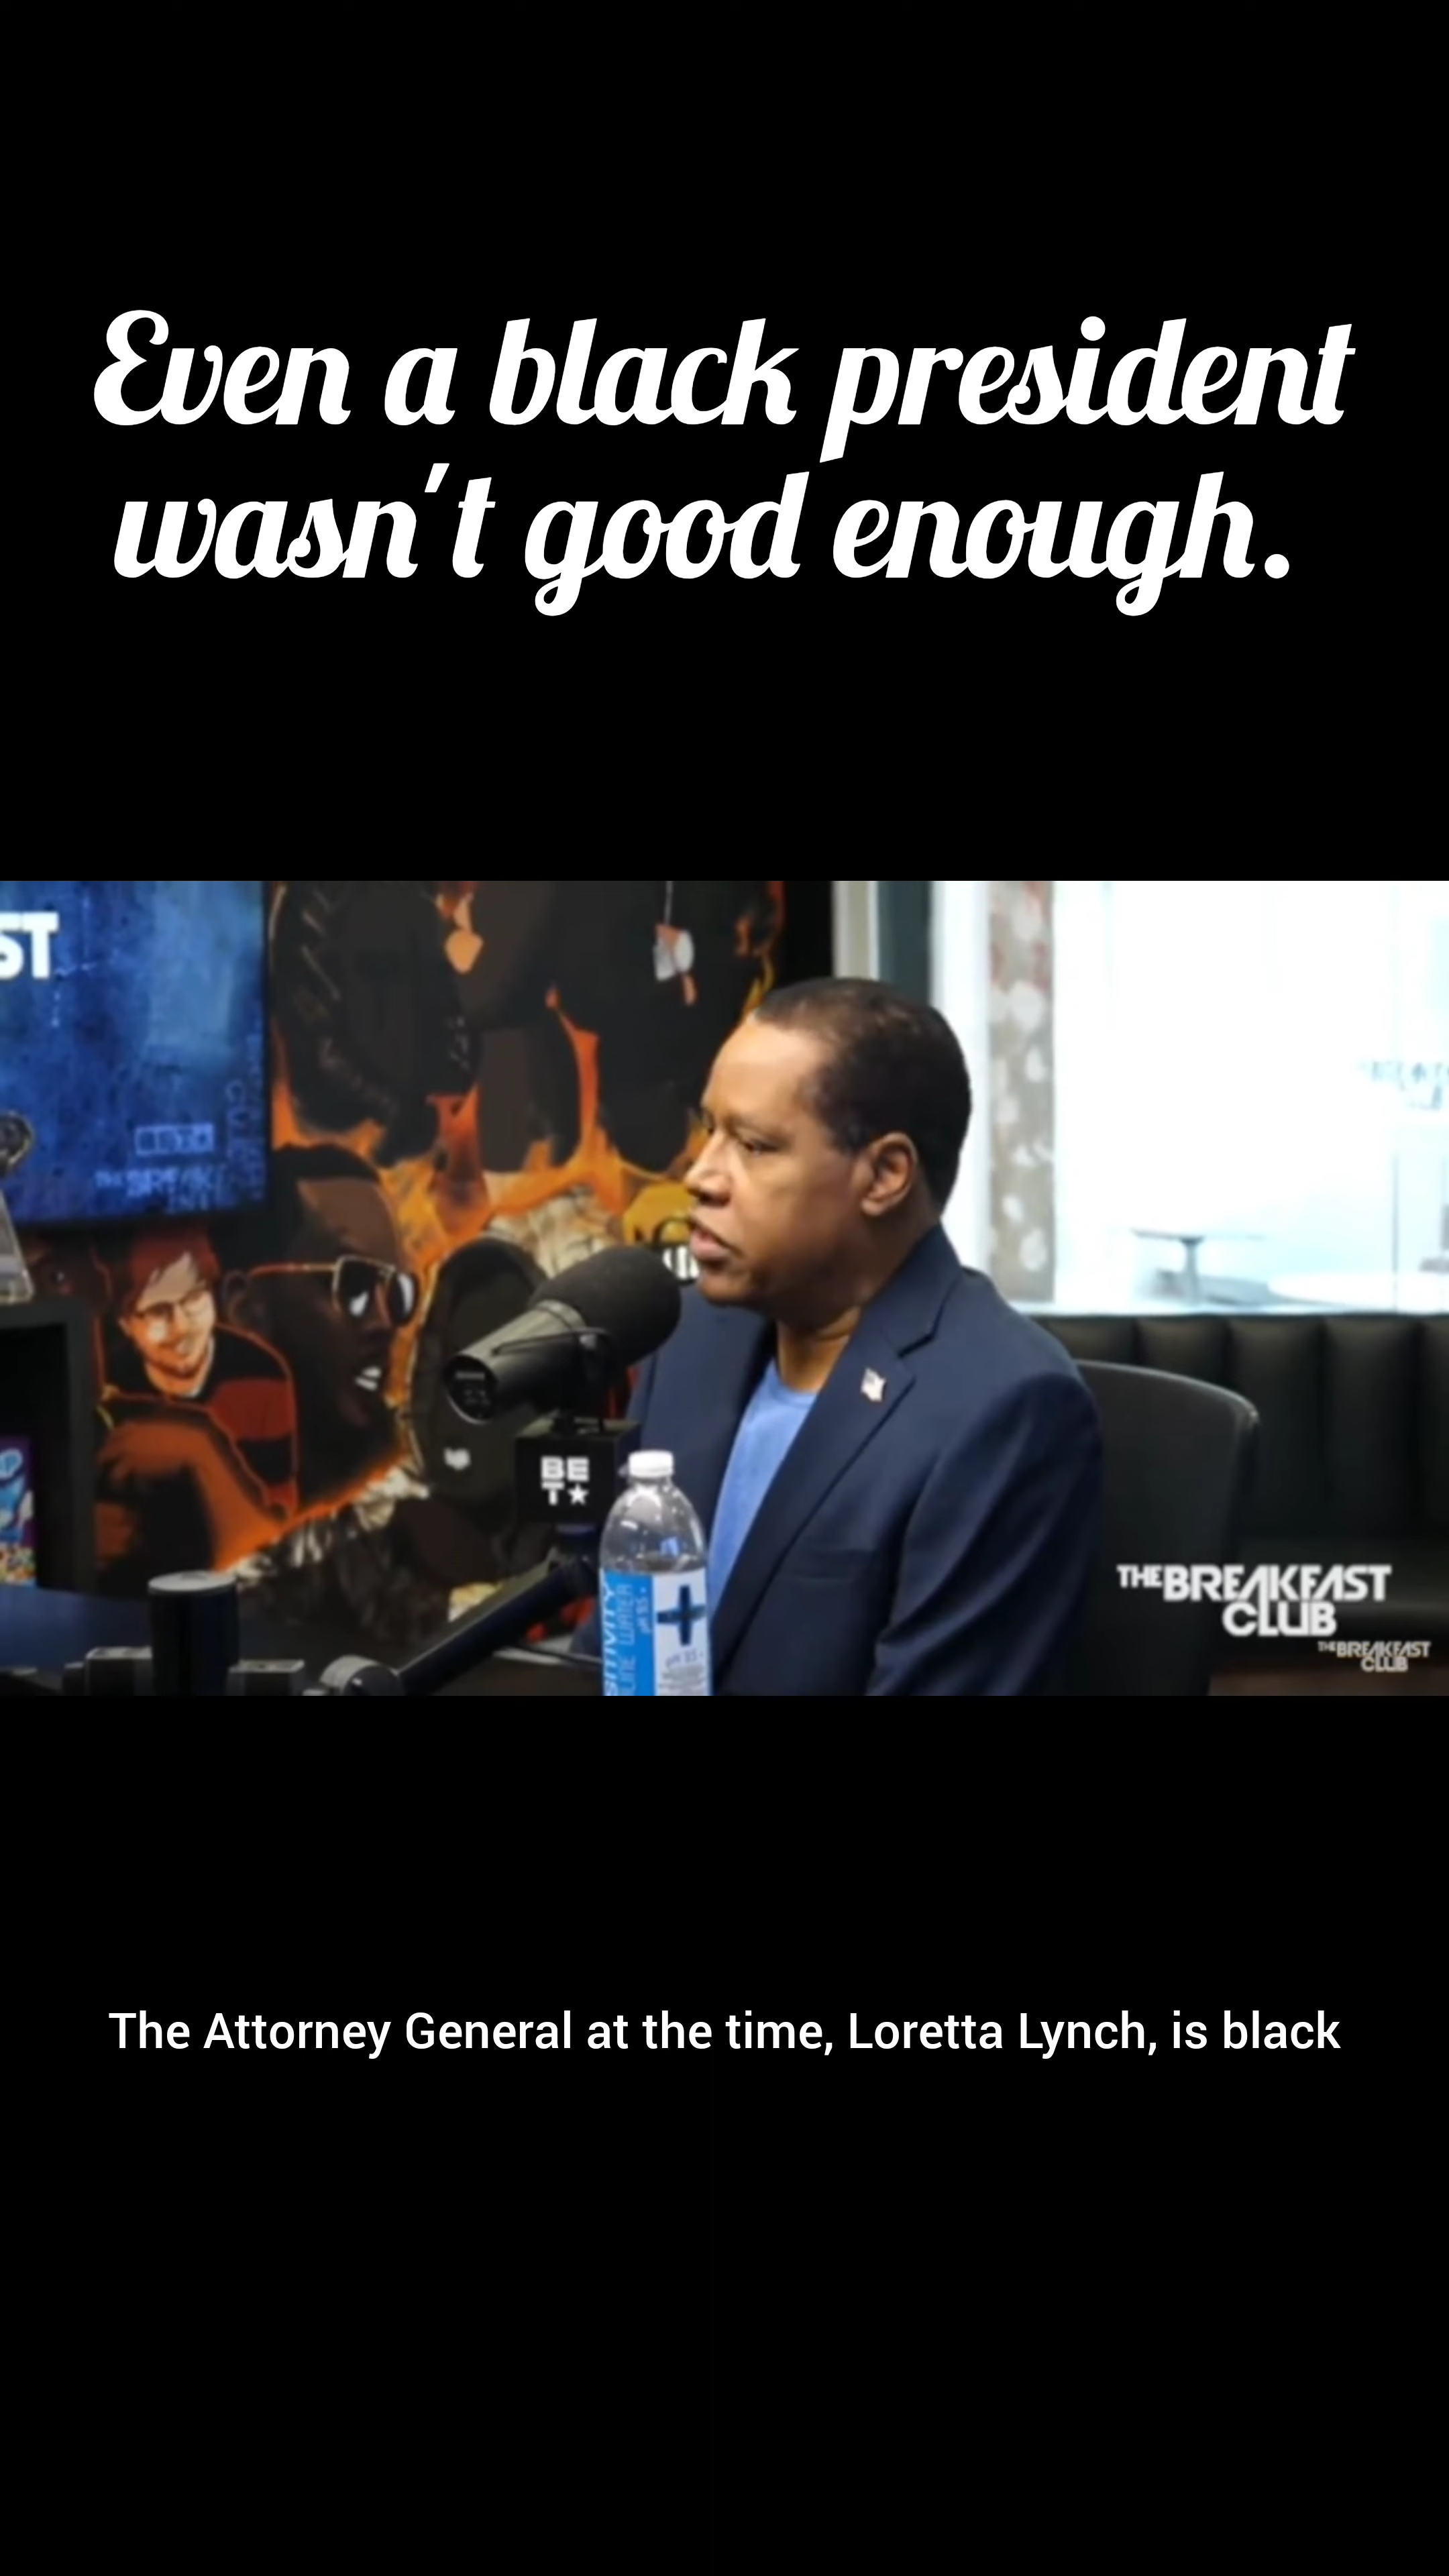 Even a black president
wasn't good enough.
ST
BE
T★
THE BREAKFAST
CLUB
THE BREAKFAST
CLUB
The Attorney General at the time, Loretta Lynch, is black